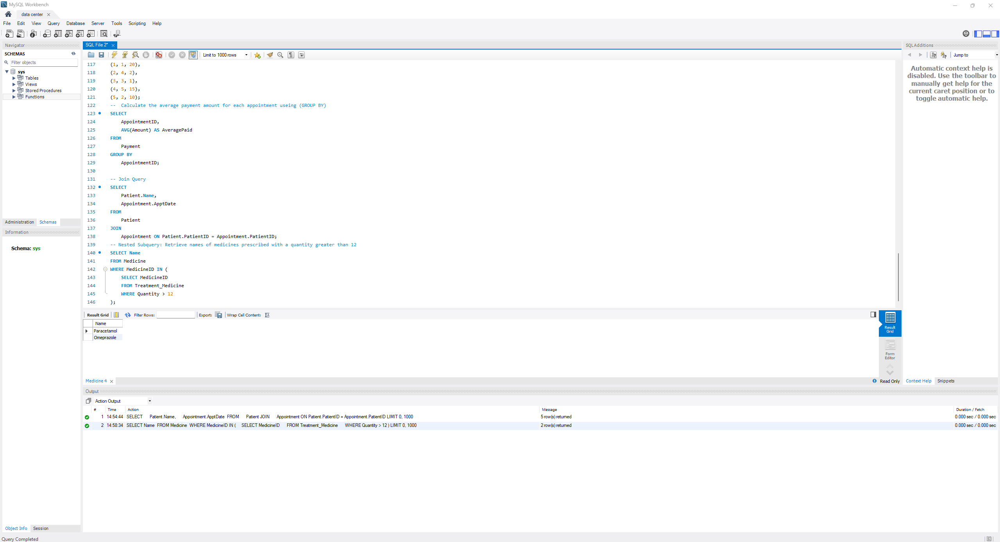 MySQL Workbench
data center
File Edit View Query Database Server Tools Scripting Help
Navigator
SCHEMAS
Filter objects
sys
Tables
Views
Stored Procedures
Functions
Administration Schemas
Information
Schema: sys
Object Info Session
Query Completed
SQL File 2*
Limit to 1000 rows
117 (1, 1, 20),
118 (2, 4, 2),
119 (3, 3, 1),
120 (4, 5, 15),
121 (5, 2, 10);
122 -- Calculate the average payment amount for each appointment useing (GROUP BY)
123 SELECT
124 AppointmentID,
125 AVG(Amount) AS AveragePaid
126 FROM
127 Payment
128 GROUP BY
129 AppointmentID;
130
131 -- Join Query
132 SELECT
133 Patient.Name,
134 Appointment.ApptDate
135 FROM
136 Patient
137 JOIN
138 Appointment ON Patient.PatientID = Appointment.PatientID;
139 -- Nested Subquery: Retrieve names of medicines prescribed with a quantity greater than 12
140 SELECT Name
141 FROM Medicine
142 WHERE MedicineID IN (
143 SELECT MedicineID
144 FROM Treatment_Medicine
145 WHERE Quantity > 12
146 );
Result Grid Filter Rows: Export: Wrap Cell Content:
Name
Paracetamol
Omeprazole
Result
Grid
Form
Editor
Medicine 4
Read Only
Output
Action Output
# Time Action Message Duration / Fetch
1 14:54:44 SELECT Patient.Name, Appointment.ApptDate FROM Patient JOIN Appointment ON Patient.PatientID = Appointment.PatientID LIMIT 0, 1000 5 row(s) returned 0.000 sec / 0.000 sec
2 14:58:34 SELECT Name FROM Medicine WHERE MedicineID IN ( SELECT MedicineID FROM Treatment_Medicine WHERE Quantity > 12 ) LIMIT 0, 1000 2 row(s) returned 0.000 sec / 0.000 sec
SQLAdditions
Jump to
Automatic context help is
disabled. Use the toolbar to
manually get help for the
current caret position or to
toggle automatic help.
Context Help Snippets